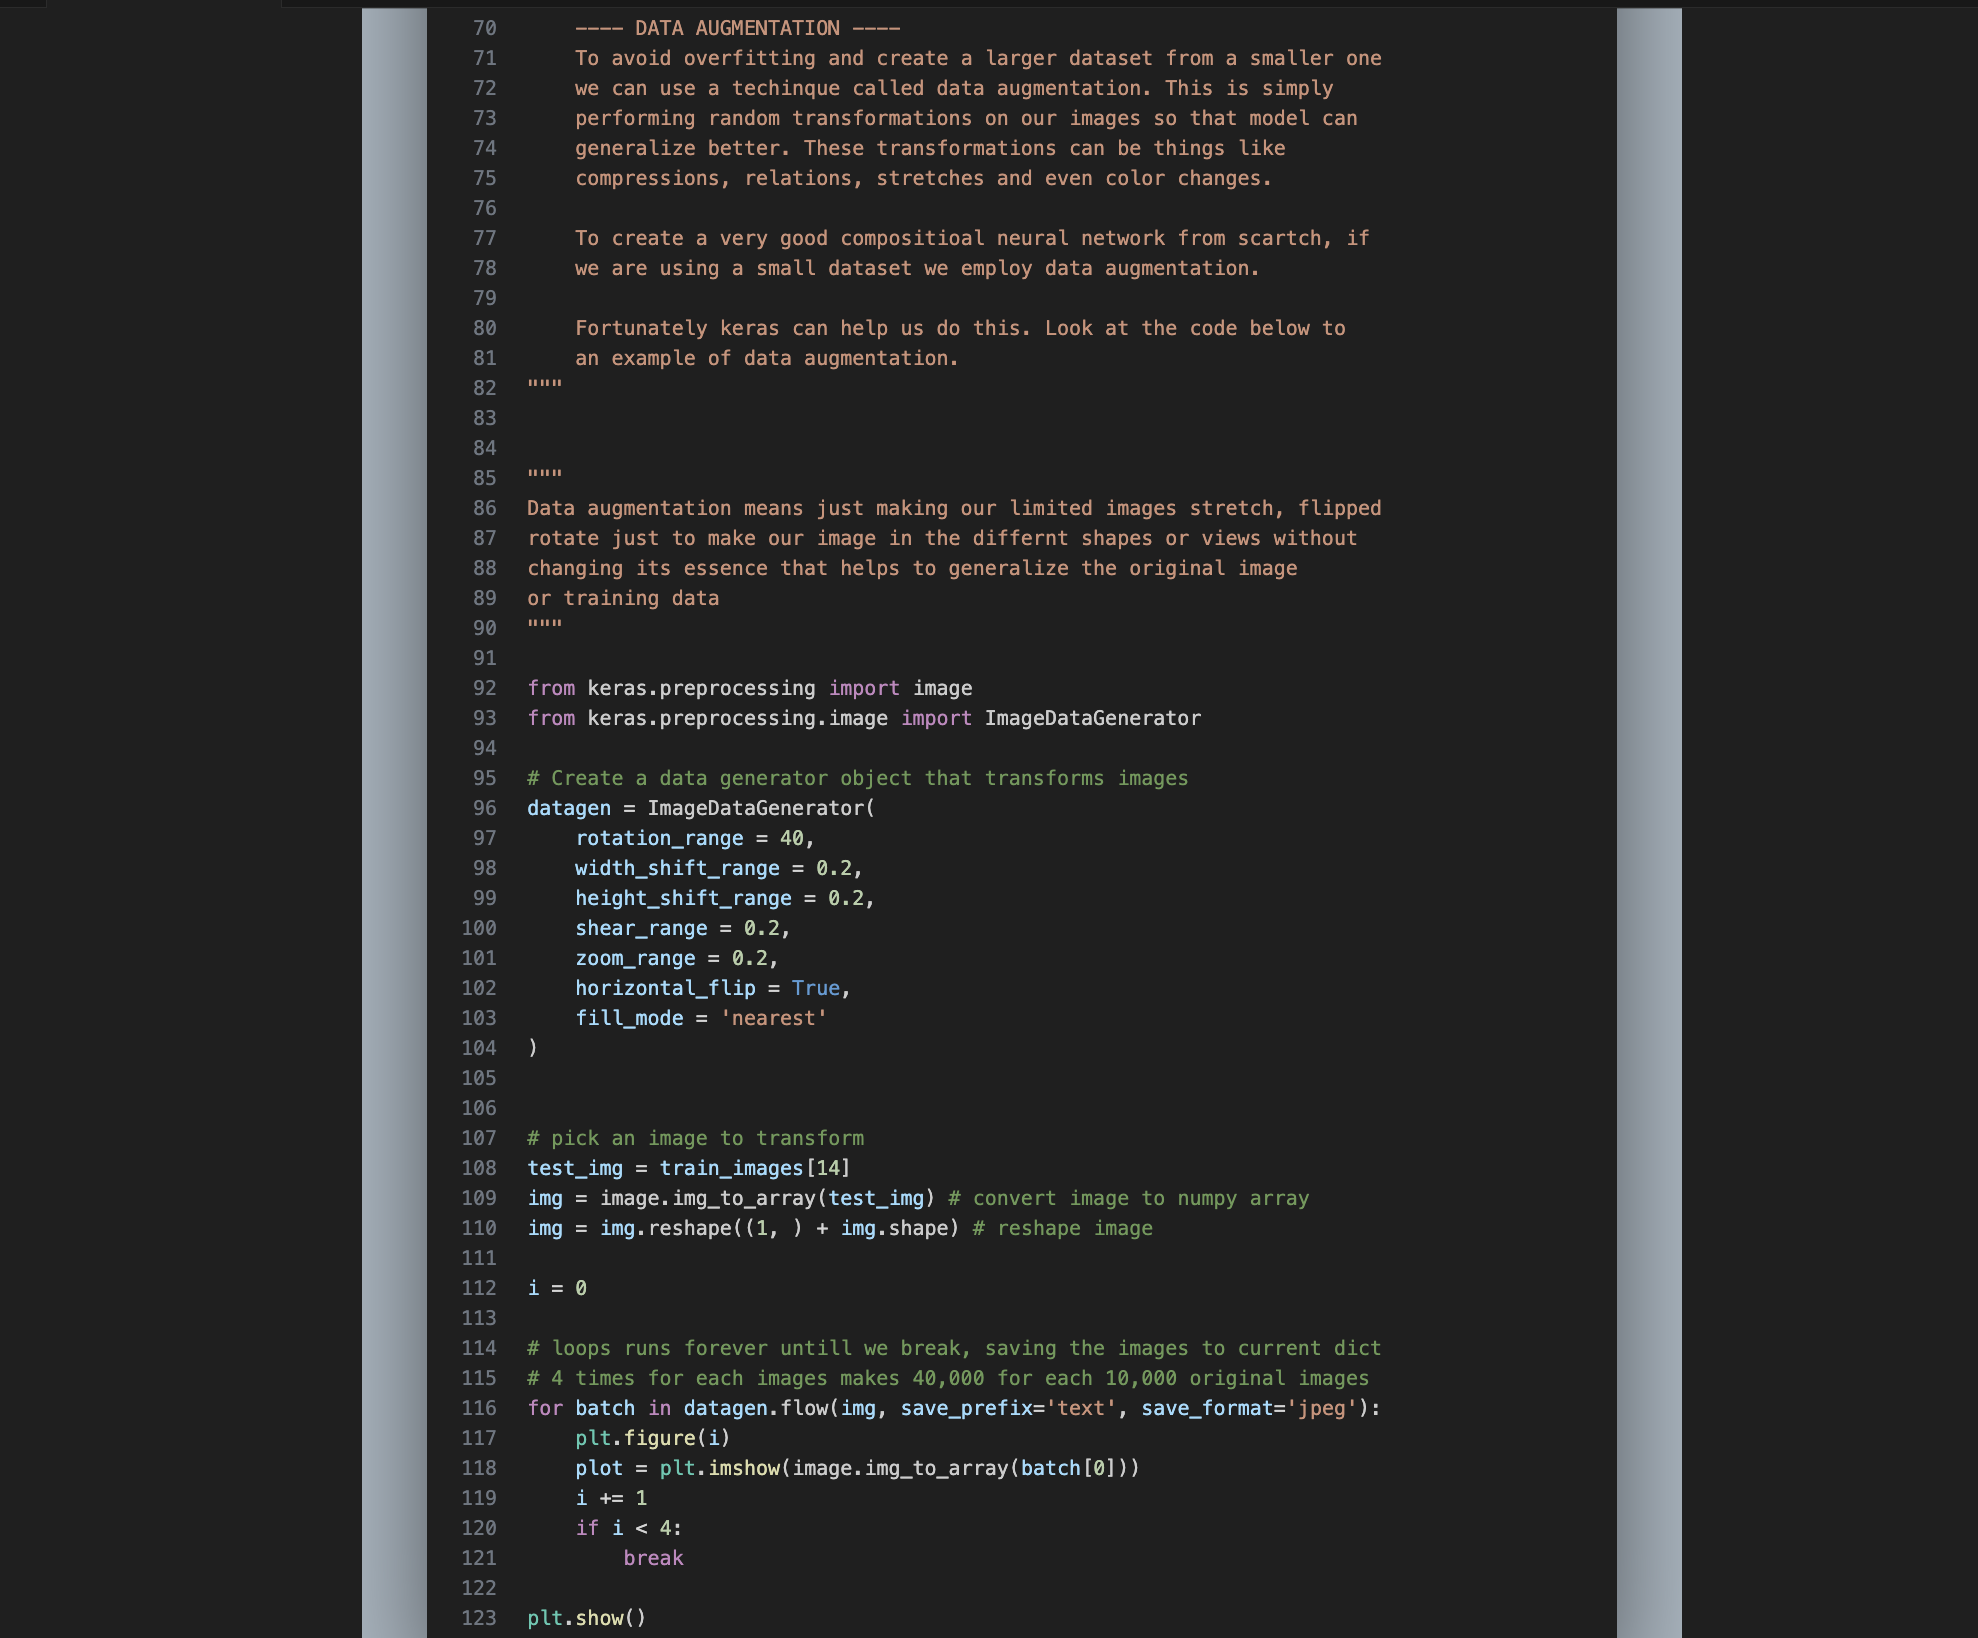 70 ---- DATA AUGMENTATION ----
71 To avoid overfitting and create a larger dataset from a smaller one
72 we can use a techinque called data augmentation. This is simply
73 performing random transformations on our images so that model can
74 generalize better. These transformations can be things like
75 compressions, relations, stretches and even color changes.
76
77 To create a very good compositioal neural network from scartch, if
78 we are using a small dataset we employ data augmentation.
79
80 Fortunately keras can help us do this. Look at the code below to
81 an example of data augmentation.
82 """
83
84
85 """
86 Data augmentation means just making our limited images stretch, flipped
87 rotate just to make our image in the differnt shapes or views without
88 changing its essence that helps to generalize the original image
89 or training data
90 """
91
92 from keras.preprocessing import image
93 from keras.preprocessing.image import ImageDataGenerator
94
95 # Create a data generator object that transforms images
96 datagen = ImageDataGenerator(
97 rotation_range = 40,
98 width_shift_range = 0.2,
99 height_shift_range = 0.2,
100 shear_range = 0.2,
101 zoom_range = 0.2,
102 horizontal_flip = True,
103 fill_mode = 'nearest'
104 )
105
106
107 # pick an image to transform
108 test_img = train_images[14]
109 img = image.img_to_array(test_img) # convert image to numpy array
110 img = img.reshape((1, ) + img.shape) # reshape image
111
112 i = 0
113
114 # loops runs forever untill we break, saving the images to current dict
115 # 4 times for each images makes 40,000 for each 10,000 original images
116 for batch in datagen.flow(img, save_prefix='text', save_format='jpeg'):
117 plt.figure(i)
118 plot = plt.imshow(image.img_to_array(batch[0]))
119 i += 1
120 if i < 4:
121 break
122
123 plt.show()